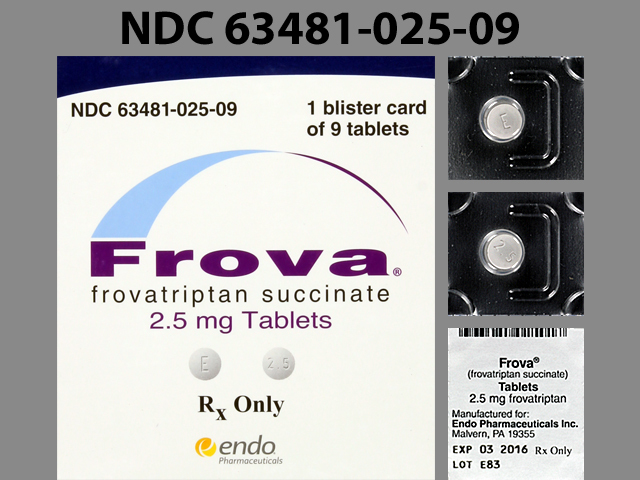 NDC 63481-025-09
NDC 63481-025-09
1 blister card
of 9 tablets
Frova®
frovatriptan succinate
2.5 mg Tablets
E
2.5
Rx Only
endo
Pharmaceuticals
E
2.5
Frova®
(frovatriptan succinate)
Tablets
2.5 mg frovatriptan
Manufactured for:
Endo Pharmaceuticals Inc.
Malvern, PA 19355
EXP 03 2016 Rx Only
LOT E83